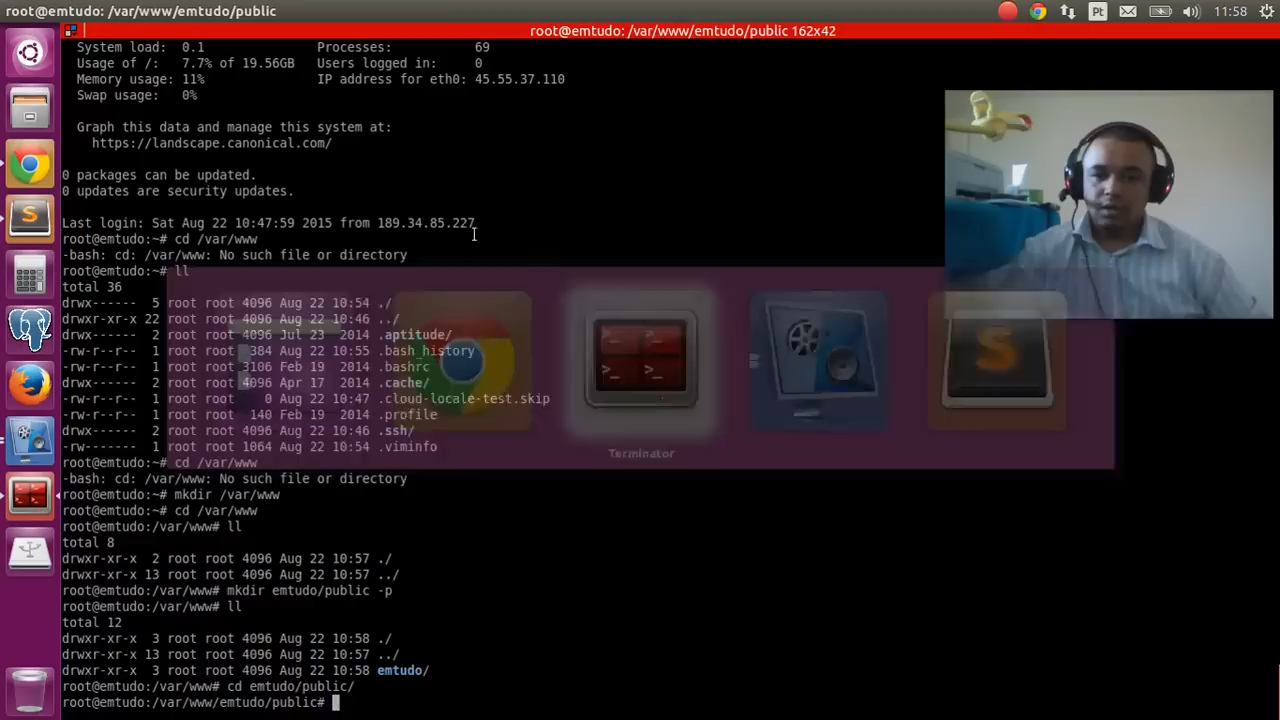 root@emtudo: /var/www/emtudo/public
Pt
11:58
root@emtudo: /var/www/emtudo/public 162x42
System load: 0.1 Processes: 69
Usage of /: 7.7% of 19.56GB Users logged in: 0
Memory usage: 11% IP address for eth0: 45.55.37.110
Swap usage: 0%
Graph this data and manage this system at:
https://landscape.canonical.com/
0 packages can be updated.
0 updates are security updates.
Last login: Sat Aug 22 10:47:59 2015 from 189.34.85.227
root@emtudo:~# cd /var/www
-bash: cd: /var/www: No such file or directory
root@emtudo:~# ll
total 36
drwx------ 5 root root 4096 Aug 22 10:54 ./
drwxr-xr-x 22 root root 4096 Aug 22 10:46 ../
drwx------ 2 root root 4096 Jul 23 2014 .aptitude/
-rw-r--r-- 1 root root 384 Aug 22 10:55 .bash_history
-rw-r--r-- 1 root root 3106 Feb 19 2014 .bashrc
drwx------ 2 root root 4096 Apr 17 2014 .cache/
-rw-r--r-- 1 root root 0 Aug 22 10:47 .cloud-locale-test.skip
-rw-r--r-- 1 root root 140 Feb 19 2014 .profile
drwx------ 2 root root 4096 Aug 22 10:46 .ssh/
-rw------- 1 root root 1064 Aug 22 10:54 .viminfo
root@emtudo:~# cd /var/www
-bash: cd: /var/www: No such file or directory
root@emtudo:~# mkdir /var/www
root@emtudo:~# cd /var/www
root@emtudo:/var/www# ll
total 8
drwxr-xr-x 2 root root 4096 Aug 22 10:57 ./
drwxr-xr-x 13 root root 4096 Aug 22 10:57 ../
root@emtudo:/var/www# mkdir emtudo/public -p
root@emtudo:/var/www# ll
total 12
drwxr-xr-x 3 root root 4096 Aug 22 10:58 ./
drwxr-xr-x 13 root root 4096 Aug 22 10:57 ../
drwxr-xr-x 3 root root 4096 Aug 22 10:58 emtudo/
root@emtudo:/var/www# cd emtudo/public/
root@emtudo:/var/www/emtudo/public#
Terminator